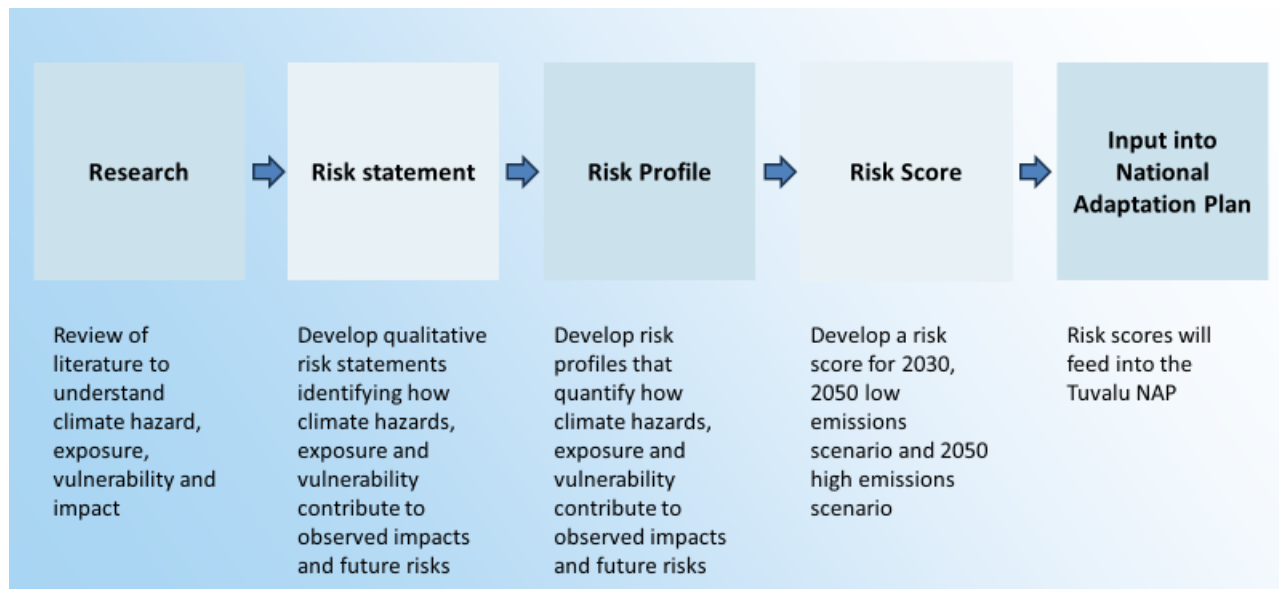 Research
Risk statement
Risk Profile
Risk Score
Input into
National
Adaptation Plan
Review of
literature to
understand
climate hazard,
exposure,
vulnerability and
impact
Develop qualitative
risk statements
identifying how
climate hazards,
exposure and
vulnerability
contribute to
observed impacts
and future risks
Develop risk
profiles that
quantify how
climate hazards,
exposure and
vulnerability
contribute to
observed impacts
and future risks
Develop a risk
score for 2030,
2050 low
emissions
scenario and 2050
high emissions
scenario
Risk scores will
feed into the
Tuvalu NAP